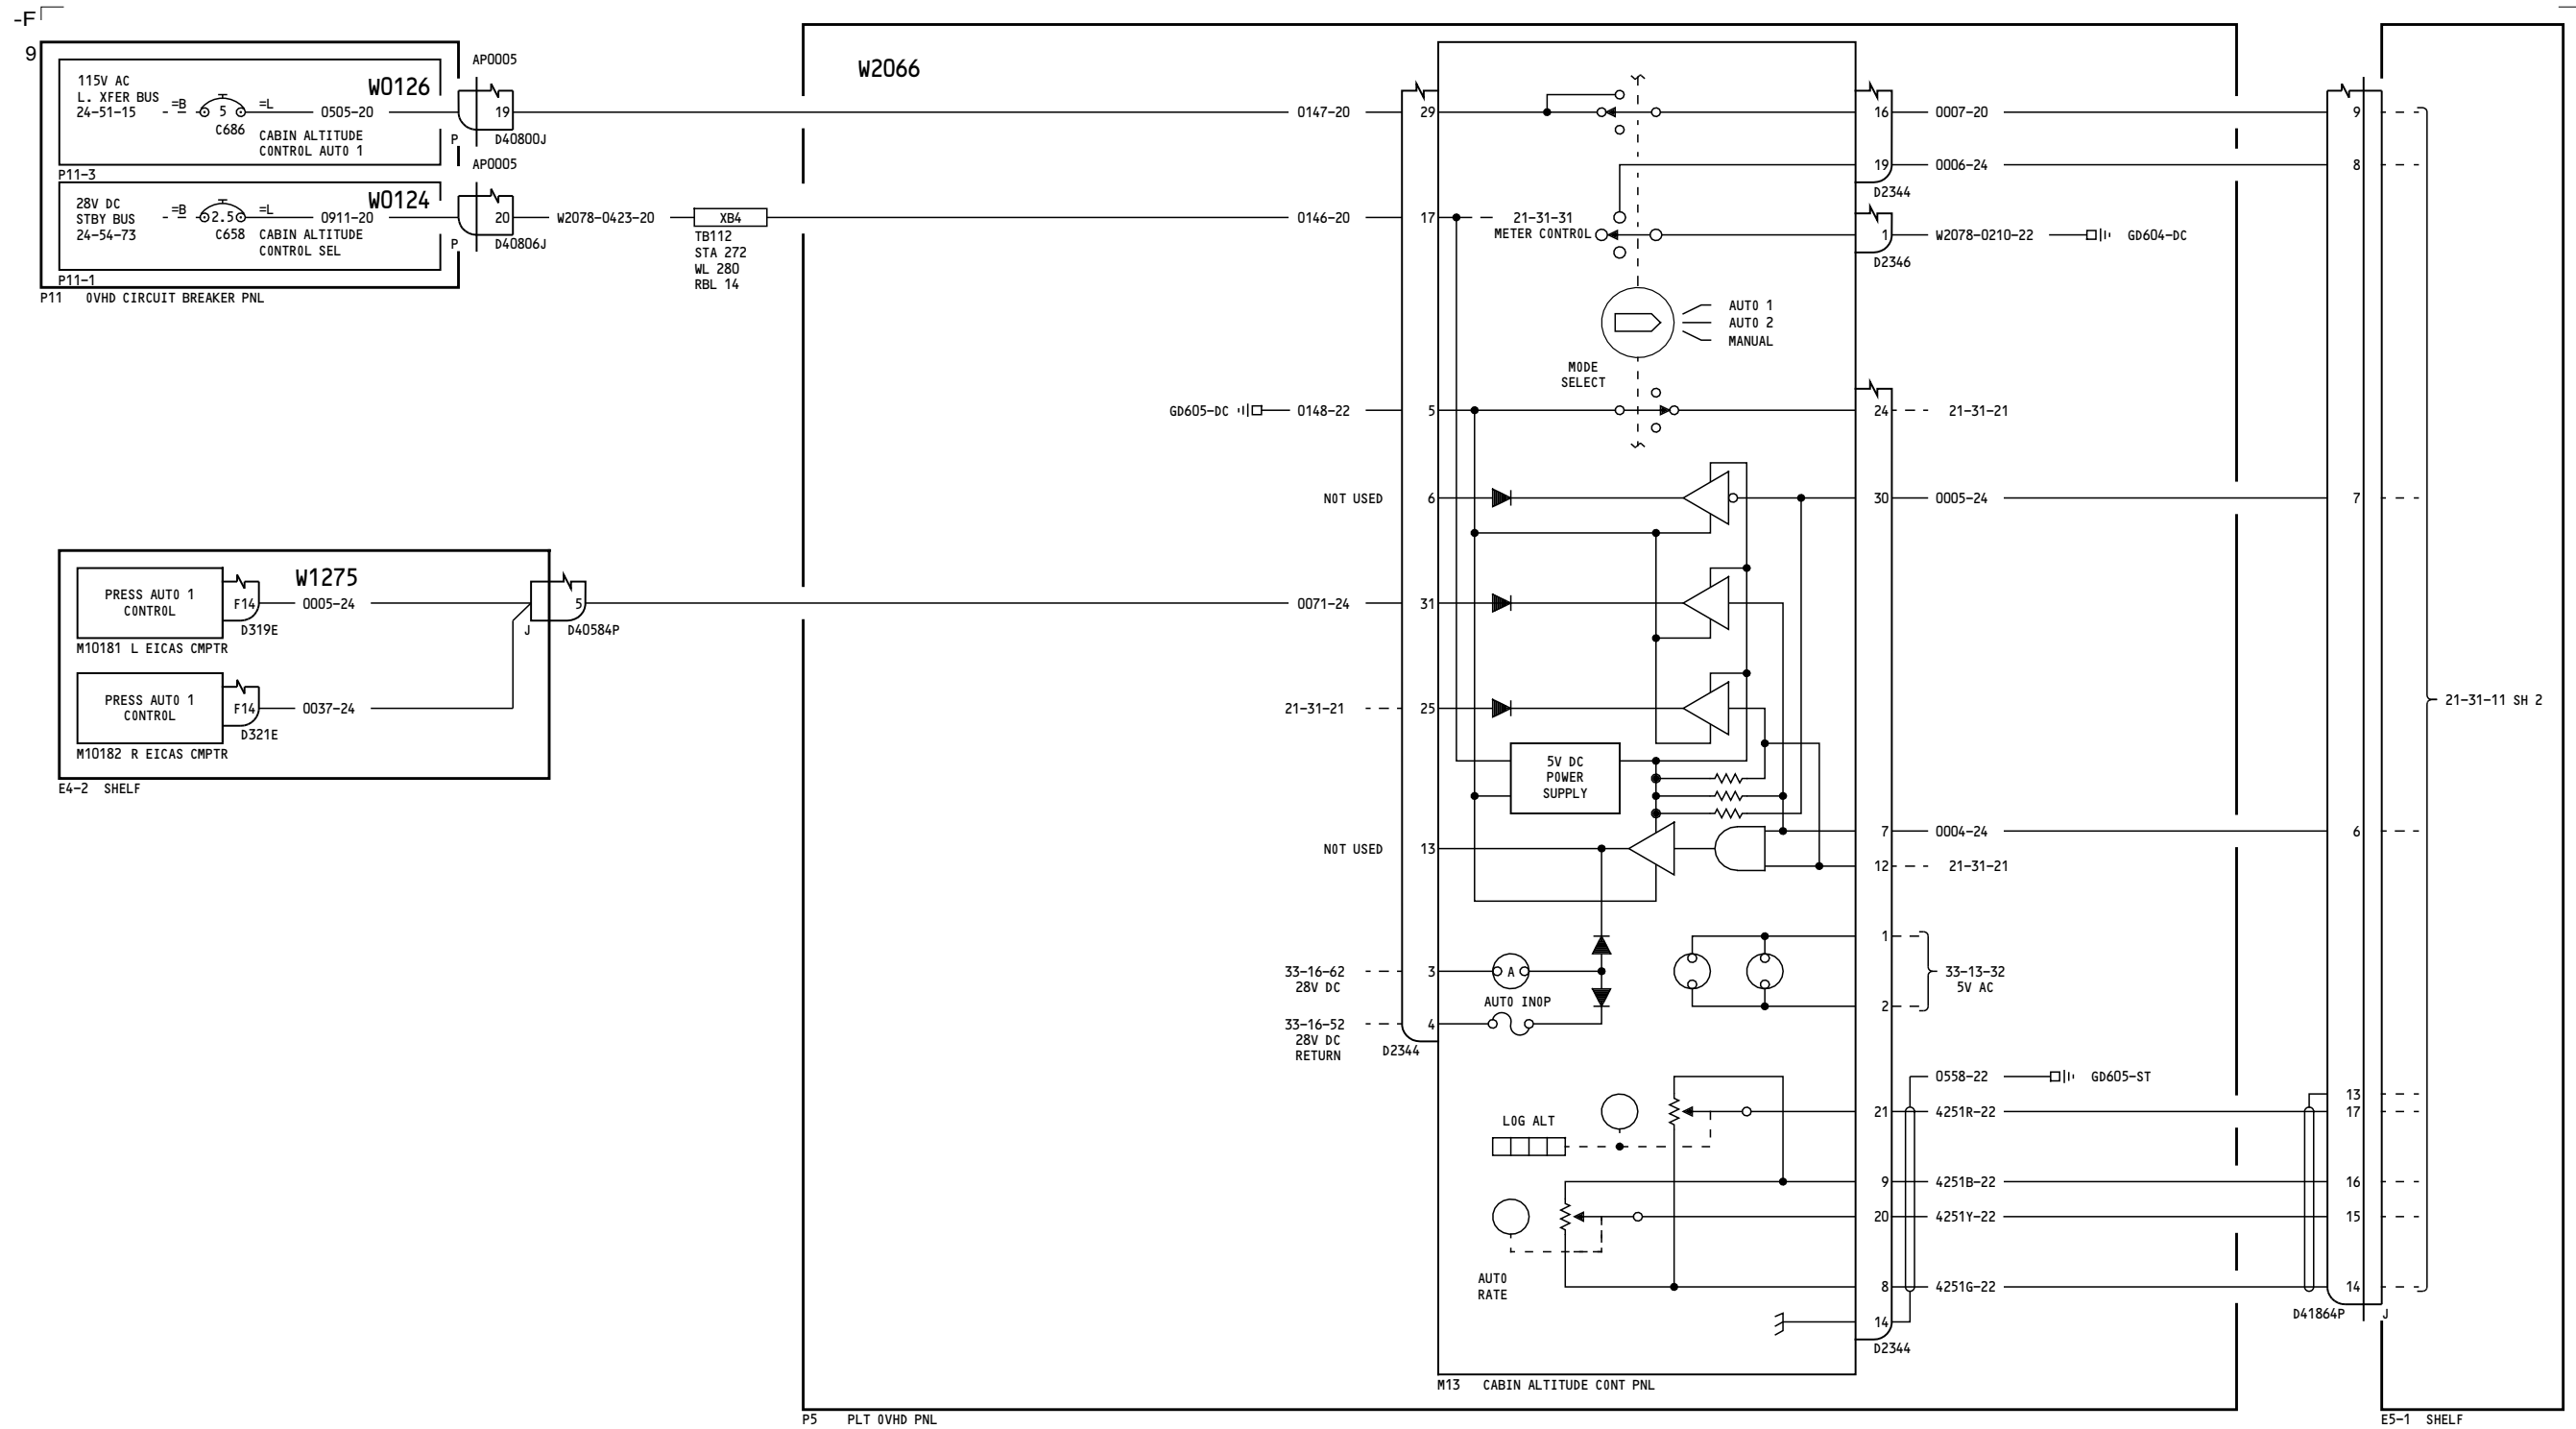 -F
9
115V AC
L. XFER BUS
24-51-15
=B
5
C686
=L
0505-20
W0126
CABIN ALTITUDE
CONTROL AUTO 1
P11-3
AP0005
19
P
D40800J
28V DC
STBY BUS
24-54-73
=B
2.5
C658
=L
0911-20
W0124
CABIN ALTITUDE
CONTROL SEL
P11-1
P11 OVHD CIRCUIT BREAKER PNL
AP0005
20
P
D40806J
W2078-0423-20
XB4
TB112
STA 272
WL 280
RBL 14
W1275
PRESS AUTO 1
CONTROL
F14
0005-24
D319E
M10181 L EICAS CMPTR
PRESS AUTO 1
CONTROL
F14
0037-24
D321E
M10182 R EICAS CMPTR
E4-2 SHELF
5
J
D40584P
W2066
0147-20
29
0146-20
17
GD605-DC
0148-22
5
NOT USED
6
0071-24
31
21-31-21
25
NOT USED
13
33-16-62
28V DC
3
33-16-52
28V DC
RETURN
4
D2344
21-31-31
METER CONTROL
AUTO 1
AUTO 2
MANUAL
MODE
SELECT
5V DC
POWER
SUPPLY
A
AUTO INOP
LOG ALT
AUTO
RATE
M13 CABIN ALTITUDE CONT PNL
P5 PLT OVHD PNL
16
0007-20
19
0006-24
D2344
1
W2078-0210-22
GD604-DC
D2346
24
21-31-21
30
0005-24
7
0004-24
12
21-31-21
1
2
33-13-32
5V AC
0558-22
GD605-ST
21
4251R-22
9
4251B-22
20
4251Y-22
8
4251G-22
14
D2344
9
8
7
6
13
17
16
15
14
D41864P
J
21-31-11 SH 2
E5-1 SHELF